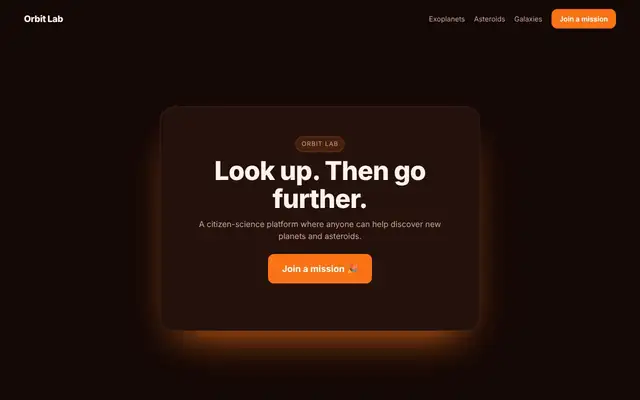 Orbit Lab
Exoplanets
Asteroids
Galaxies
Join a mission
ORBIT LAB
Look up. Then go
further.
A citizen-science platform where anyone can help discover new
planets and asteroids.
Join a mission 🎉